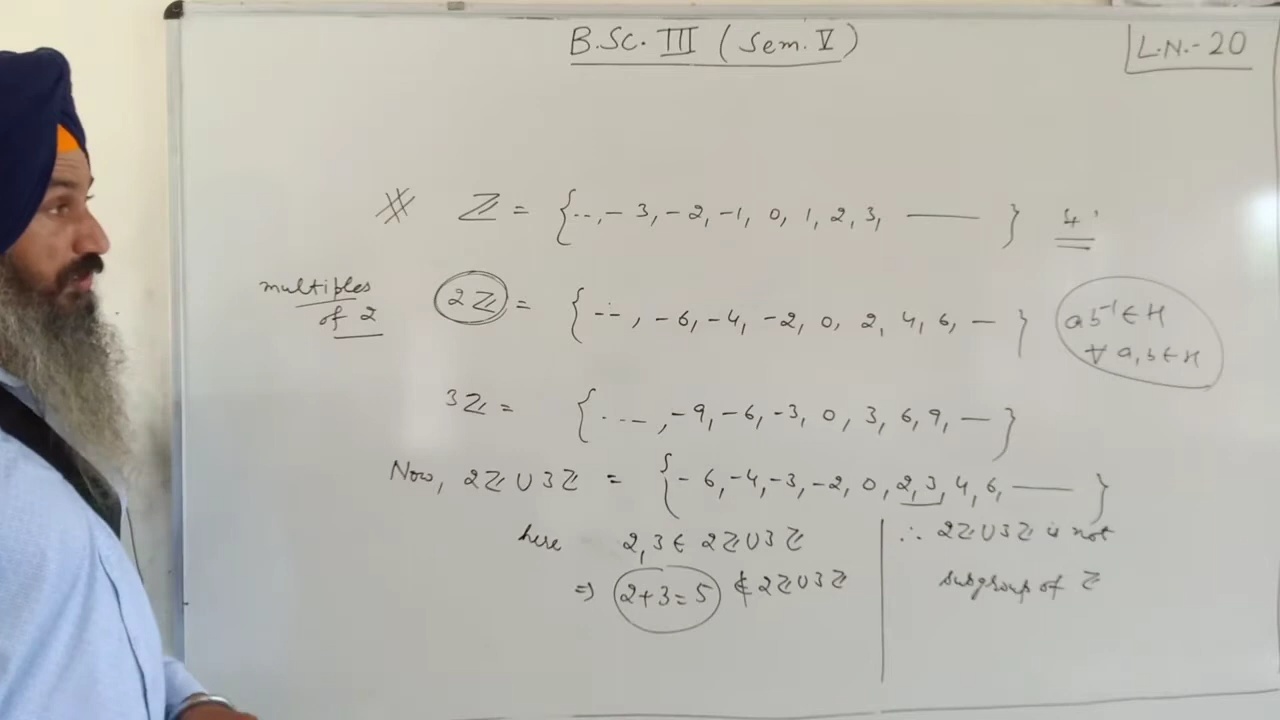 B.Sc. III (Sem. V)
L.N.-20
ℤ = {..,-3,-2,-1,0,1,2,3, —— }
multiples
of 2
2ℤ = { ---, -6,-4,-2,0,2,4,6, — }
ab⁻¹ ∈ H
∀ a,b ∈ H
3ℤ = { ..--, -9,-6,-3,0,3,6,9, — }
Now, 2ℤ ∪ 3ℤ = {-6,-4,-3,-2,0,2,3,4,6, —— }
here 2,3 ∈ 2ℤ ∪ 3ℤ
⇒ 2+3=5 ∉ 2ℤ ∪ 3ℤ
∴ 2ℤ ∪ 3ℤ is not
subgroup of ℤ